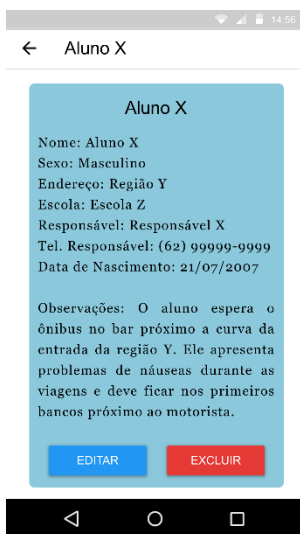 14:56
Aluno X
Aluno X
Nome: Aluno X
Sexo: Masculino
Endereço: Região Y
Escola: Escola Z
Responsável: Responsável X
Tel. Responsável: (62) 99999-9999
Data de Nascimento: 21/07/2007
Observações: O aluno espera o
ônibus no bar próximo a curva da
entrada da região Y. Ele apresenta
problemas de náuseas durante as
viagens e deve ficar nos primeiros
bancos próximo ao motorista.
EDITAR
EXCLUIR